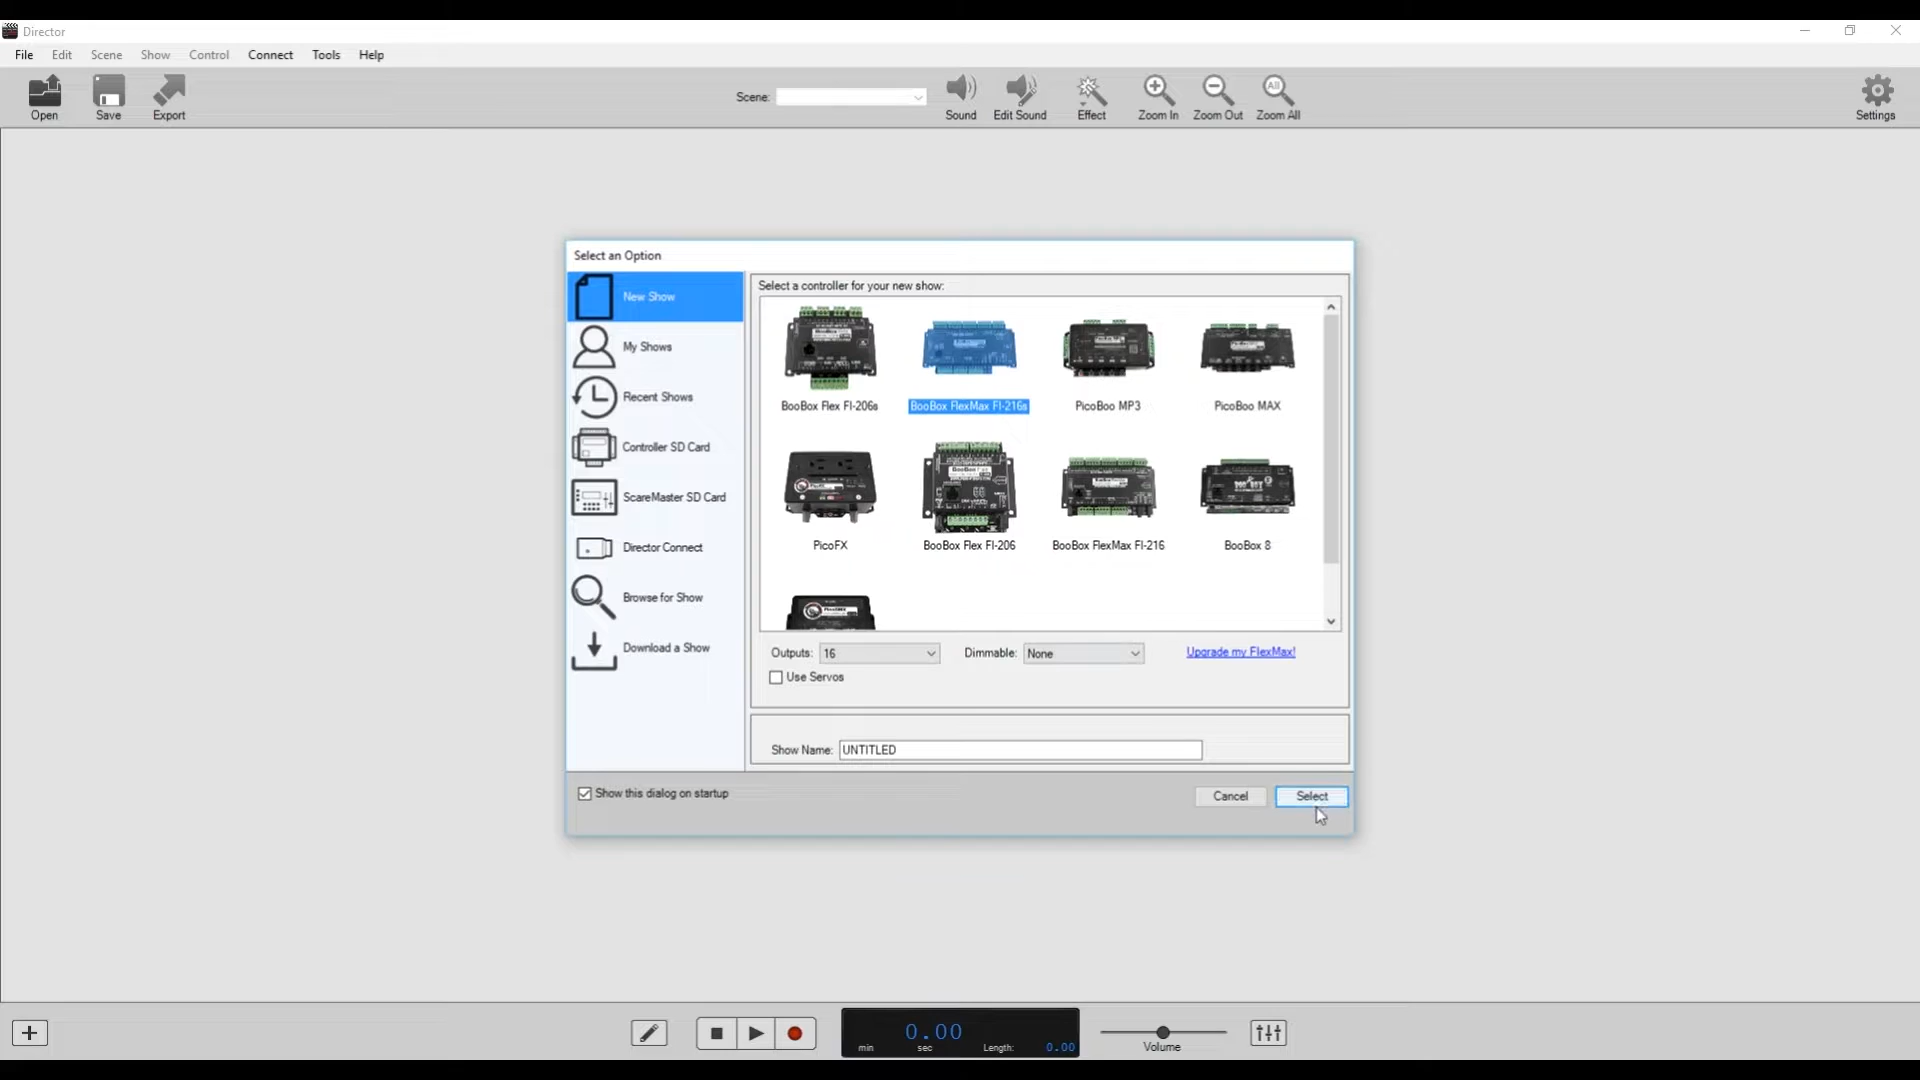 Director
File Edit Scene Show Control Connect Tools Help
Open Save Export Scene: Sound Edit Sound Effect Zoom In Zoom Out All Zoom All Settings
Select an Option
New Show
My Shows
Recent Shows
Controller SD Card
ScareMaster SD Card
Director Connect
Browse for Show
Download a Show
Select a controller for your new show:
BooBox Flex FI-206s BooBox FlexMax FI-216s PicoBoo MP3 PicoBoo MAX
PicoFX BooBox Flex FI-206 BooBox FlexMax FI-216 BooBox 8
Outputs: 16 Dimmable: None Upgrade my FlexMax!
Use Servos
Show Name: UNTITLED
Show this dialog on startup
Cancel Select
0.00
min sec Length: 0.00
Volume